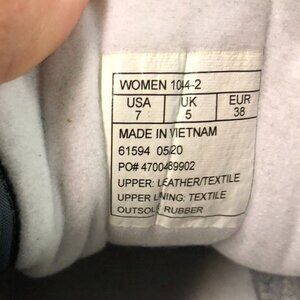 WOMEN 1044-2
USA UK EUR
7 5 38
MADE IN VIETNAM
61594 0520
PO# 4700489902
UPPER: LEATHER/TEXTILE
UPPER LINING: TEXTILE
OUTSOLE: RUBBER